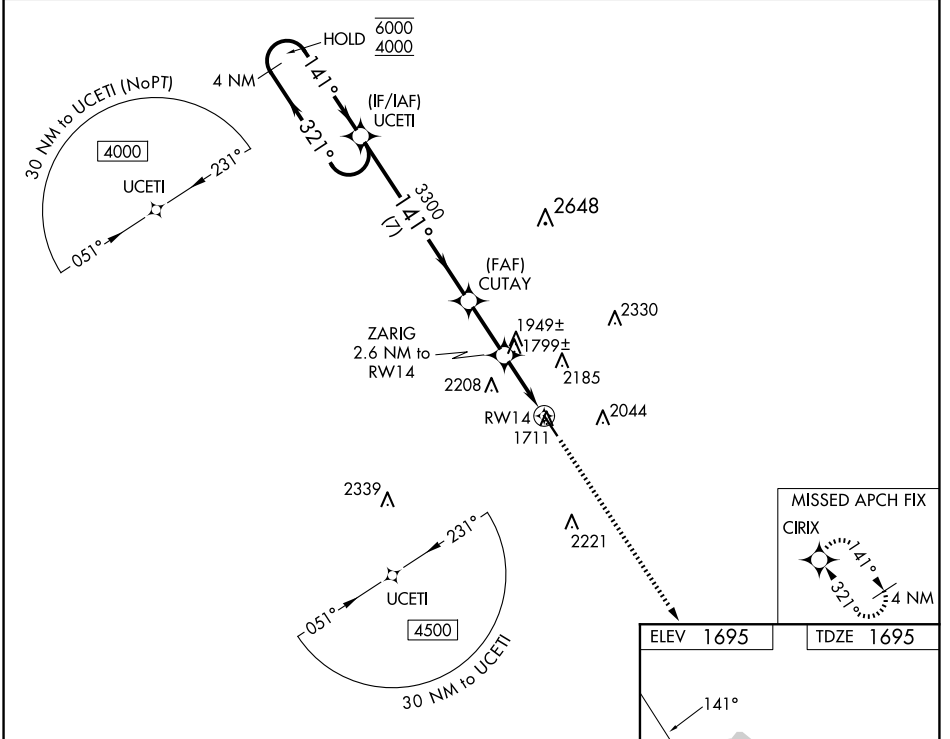 HOLD 6000
4000
4 NM
141°
321°
(IF/IAF)
UCETI
30 NM to UCETI (NoPT)
4000
UCETI
231°
051°
3300
141°
(7)
2648
(FAF)
CUTAY
2330
ZARIG
2.6 NM to
RW14
1949±
1799±
2185
2208
RW14
1711
2044
2339
2221
231°
051°
UCETI
4500
30 NM to UCETI
MISSED APCH FIX
CIRIX
141°
321°
4 NM
ELEV 1695
TDZE 1695
141°